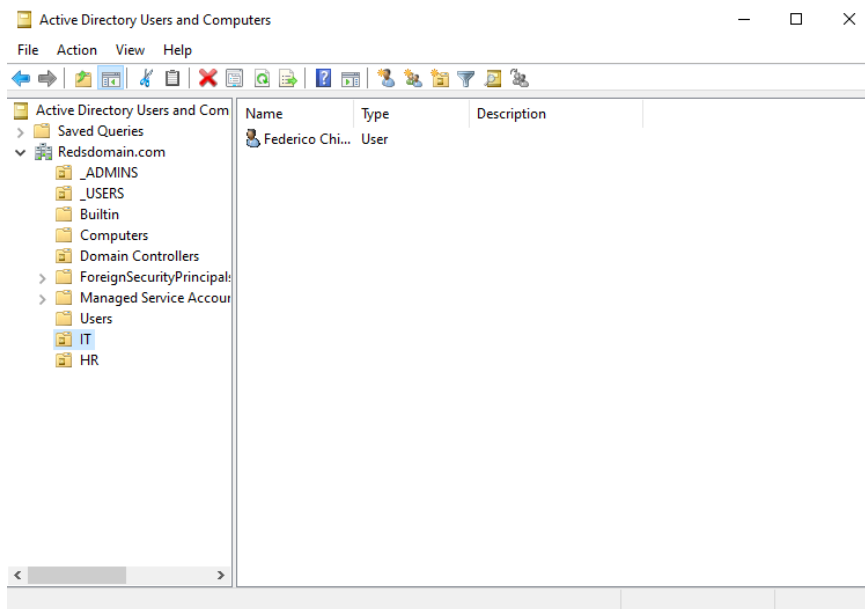 Active Directory Users and Computers
File Action View Help
Active Directory Users and Com
Saved Queries
Redsdomain.com
_ADMINS
_USERS
Builtin
Computers
Domain Controllers
ForeignSecurityPrincipal
Managed Service Accour
Users
IT
HR
Name Type Description
Federico Chi... User